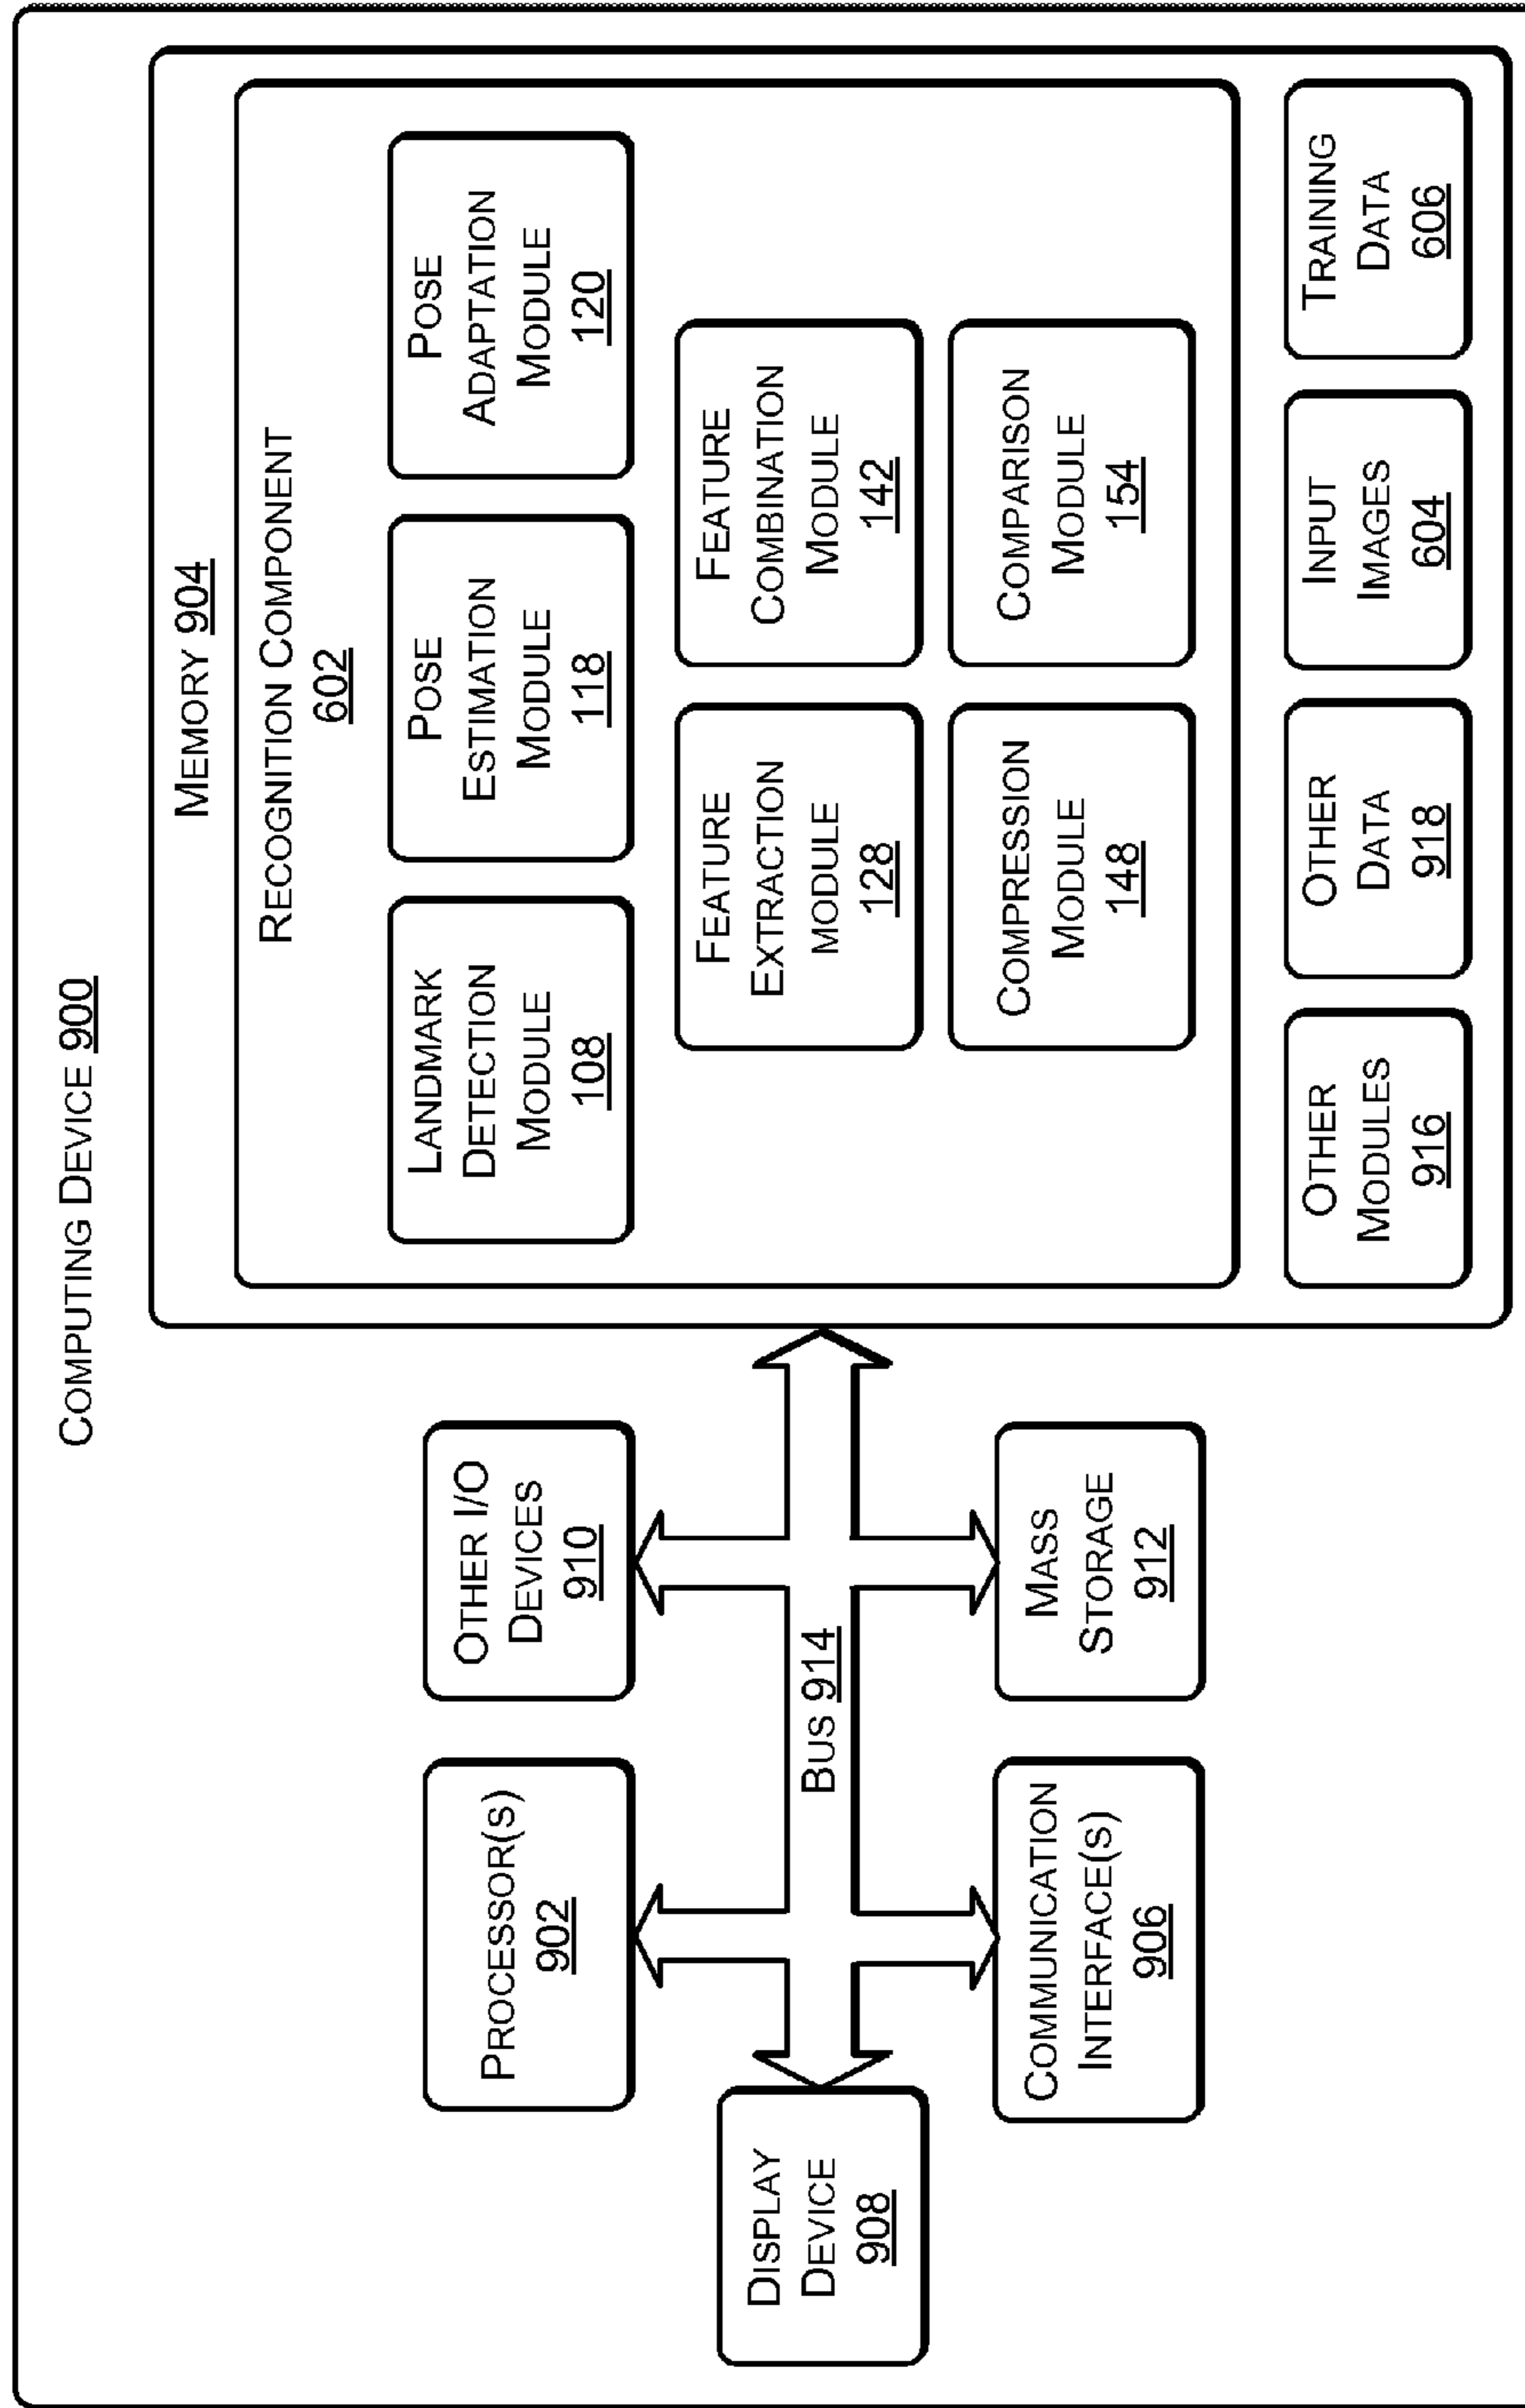 COMPUTING DEVICE 900
PROCESSOR(S)
902
OTHER I/O
DEVICES
910
DISPLAY
DEVICE
908
BUS 914
COMMUNICATION
INTERFACE(S)
906
MASS
STORAGE
912
MEMORY 904
RECOGNITION COMPONENT
602
LANDMARK
DETECTION
MODULE
108
POSE
ESTIMATION
MODULE
118
POSE
ADAPTATION
MODULE
120
FEATURE
EXTRACTION
MODULE
128
FEATURE
COMBINATION
MODULE
142
COMPRESSION
MODULE
148
COMPARISON
MODULE
154
OTHER
MODULES
916
OTHER
DATA
918
INPUT
IMAGES
604
TRAINING
DATA
606